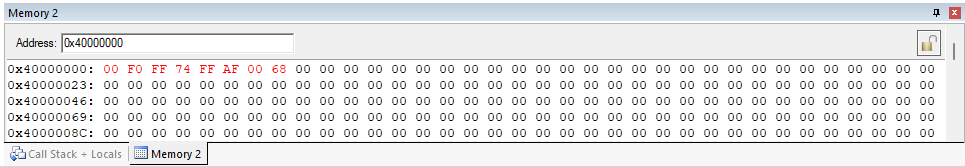 Memory 2
Address: 0x40000000
0x40000000: 00 F0 FF 74 FF AF 00 68 00 00 00 00 00 00 00 00 00 00 00 00 00 00 00 00 00 00 00 00 00 00 00 00 00 00 00
0x40000023: 00 00 00 00 00 00 00 00 00 00 00 00 00 00 00 00 00 00 00 00 00 00 00 00 00 00 00 00 00 00 00 00 00 00 00
0x40000046: 00 00 00 00 00 00 00 00 00 00 00 00 00 00 00 00 00 00 00 00 00 00 00 00 00 00 00 00 00 00 00 00 00 00 00
0x40000069: 00 00 00 00 00 00 00 00 00 00 00 00 00 00 00 00 00 00 00 00 00 00 00 00 00 00 00 00 00 00 00 00 00 00 00
0x4000008C: 00 00 00 00 00 00 00 00 00 00 00 00 00 00 00 00 00 00 00 00 00 00 00 00 00 00 00 00 00 00 00 00 00 00 00
Call Stack + Locals Memory 2